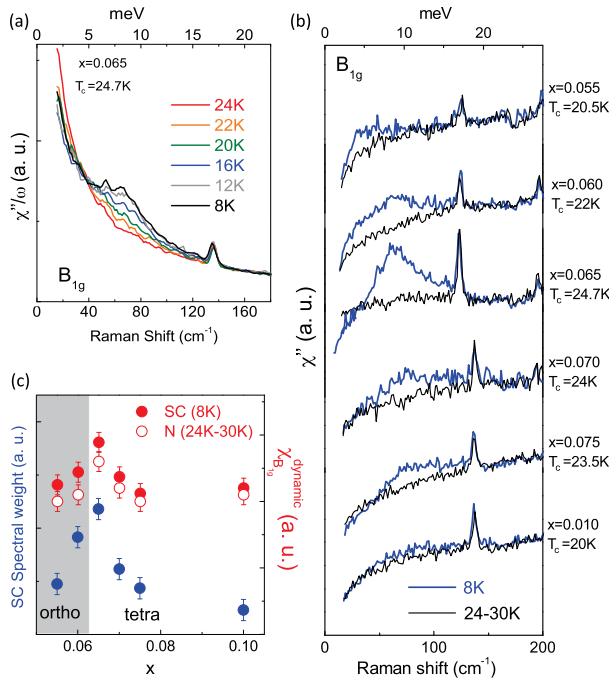 (a)
meV
0 5 10 15 20
x=0.065
T_c=24.7K
24K
22K
20K
16K
12K
8K
χ''/ω (a. u.)
B_1g
40 80 120 160
Raman Shift (cm⁻¹)
(b)
meV
0 10 20
B_1g
x=0.055
T_c=20.5K
x=0.060
T_c=22K
x=0.065
T_c=24.7K
x=0.070
T_c=24K
x=0.075
T_c=23.5K
x=0.010
T_c=20K
χ'' (a. u.)
8K
24-30K
0 100 200
Raman shift (cm⁻¹)
(c)
SC (8K)
N (24K-30K)
SC Spectral weight (a. u.)
χ_B1g^dynamic (a. u.)
ortho
tetra
0.06 0.08 0.10
x